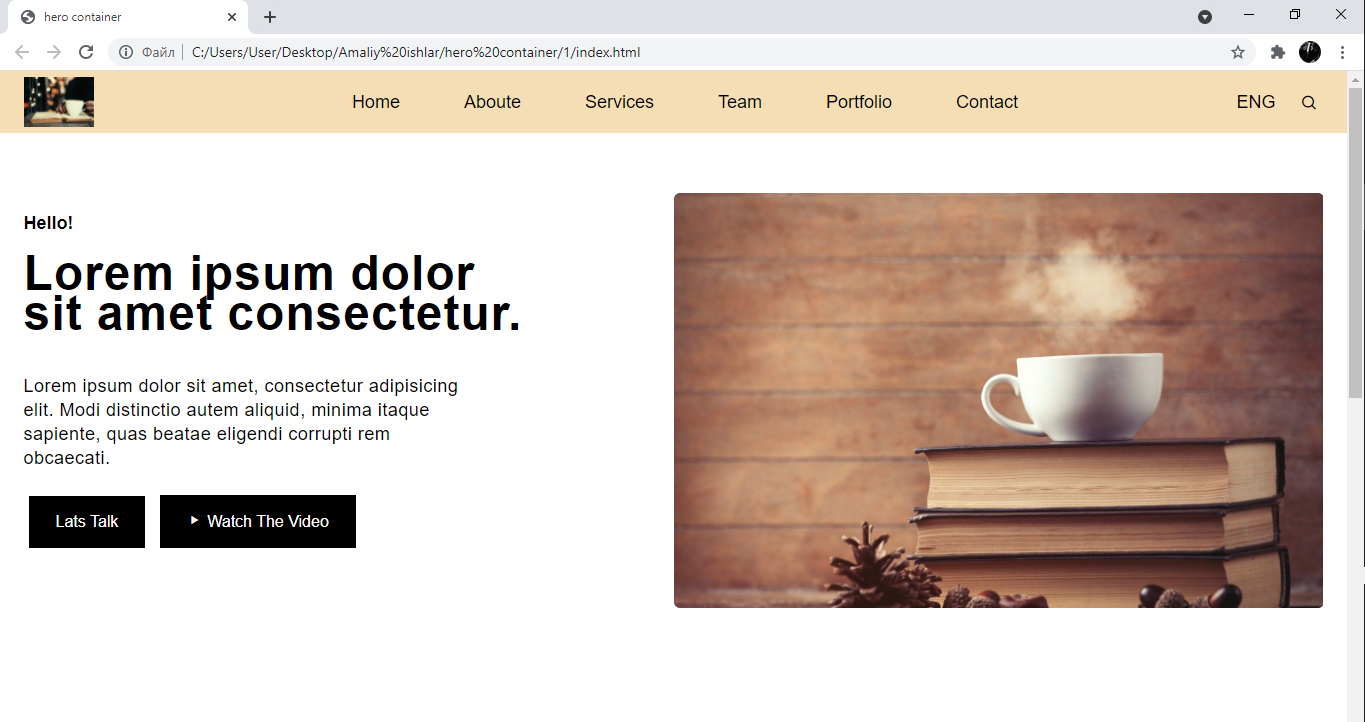 hero container
Файл | C:/Users/User/Desktop/Amaliy%20ishlar/hero%20container/1/index.html
Home Aboute Services Team Portfolio Contact ENG
Hello!
Lorem ipsum dolor
sit amet consectetur.
Lorem ipsum dolor sit amet, consectetur adipisicing
elit. Modi distinctio autem aliquid, minima itaque
sapiente, quas beatae eligendi corrupti rem
obcaecati.
Lats Talk Watch The Video